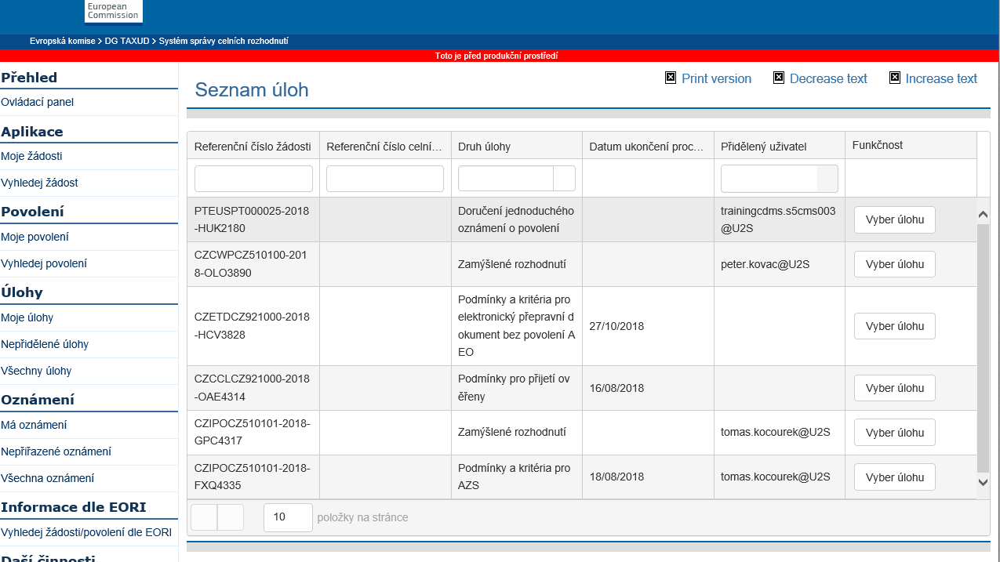 European
Commission
Evropská komise > DG TAXUD > Systém správy celních rozhodnutí
Toto je před produkční prostředí
Přehled
Ovládací panel
Aplikace
Moje žádosti
Vyhledej žádost
Povolení
Moje povolení
Vyhledej povolení
Úlohy
Moje úlohy
Nepřidělené úlohy
Všechny úlohy
Oznámení
Má oznámení
Nepřiřazené oznámení
Všechna oznámení
Informace dle EORI
Vyhledej žádosti/povolení dle EORI
Daší činnosti
Print version Decrease text Increase text
Seznam úloh
Referenční číslo žádosti Referenční číslo celní… Druh úlohy Datum ukončení proc… Přidělený uživatel Funkčnost
PTEUSPT000025-2018
-HUK2180
Doručení jednoduchého
oznámení o povolení
trainingcdms.s5cms003
@U2S
Vyber úlohu
CZCWPCZ510100-201
8-OLO3890
Zamýšlené rozhodnutí
peter.kovac@U2S
Vyber úlohu
CZETDCZ921000-2018
-HCV3828
Podmínky a kritéria pro
elektronický přepravní d
okument bez povolení A
EO
27/10/2018
Vyber úlohu
CZCCLCZ921000-2018
-OAE4314
Podmínky pro přijetí ov
ěřeny
16/08/2018
Vyber úlohu
CZIPOCZ510101-2018-
GPC4317
Zamýšlené rozhodnutí
tomas.kocourek@U2S
Vyber úlohu
CZIPOCZ510101-2018-
FXQ4335
Podmínky a kritéria pro
AZS
18/08/2018
tomas.kocourek@U2S
Vyber úlohu
10 položky na stránce